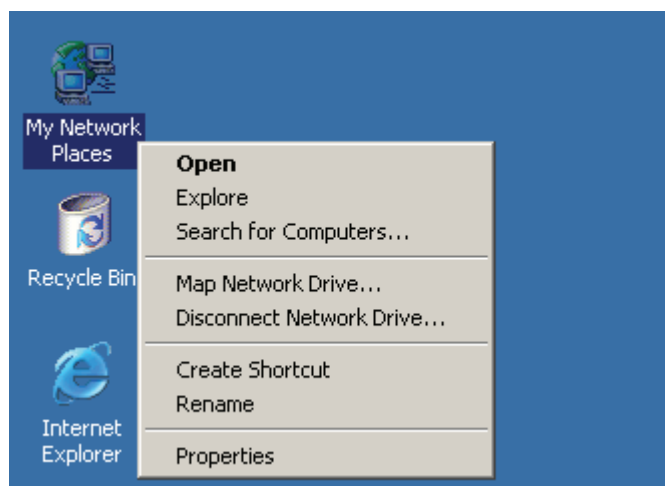 My Network
Places
Recycle Bin
Internet
Explorer
Open
Explore
Search for Computers...
Map Network Drive...
Disconnect Network Drive...
Create Shortcut
Rename
Properties